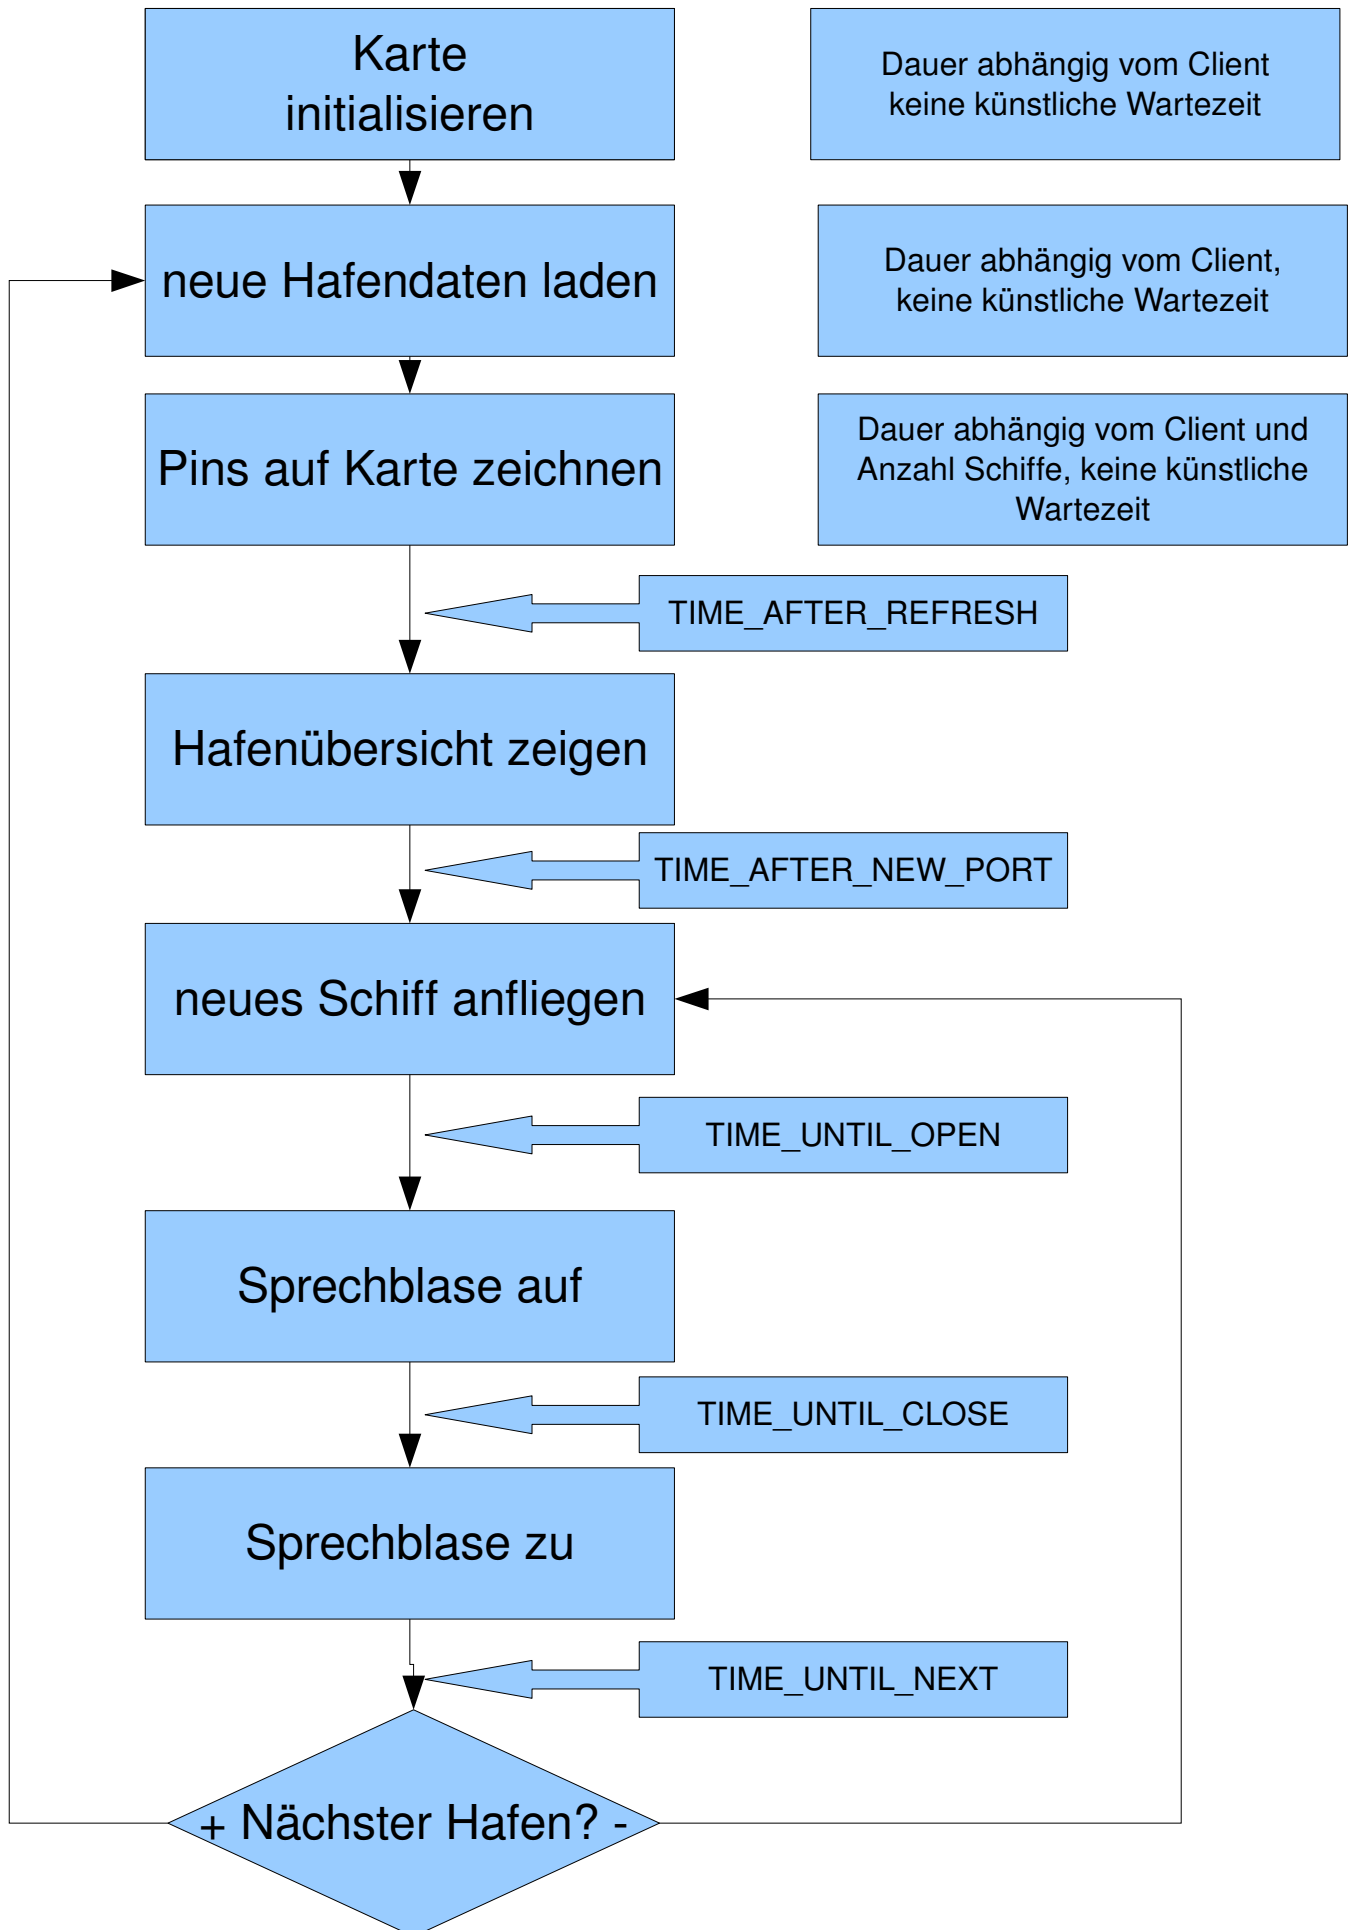 Karte
initialisieren
Dauer abhängig vom Client
keine künstliche Wartezeit
neue Hafendaten laden
Dauer abhängig vom Client,
keine künstliche Wartezeit
Pins auf Karte zeichnen
Dauer abhängig vom Client und
Anzahl Schiffe, keine künstliche
Wartezeit
TIME_AFTER_REFRESH
Hafenübersicht zeigen
TIME_AFTER_NEW_PORT
neues Schiff anfliegen
TIME_UNTIL_OPEN
Sprechblase auf
TIME_UNTIL_CLOSE
Sprechblase zu
TIME_UNTIL_NEXT
+ Nächster Hafen? -